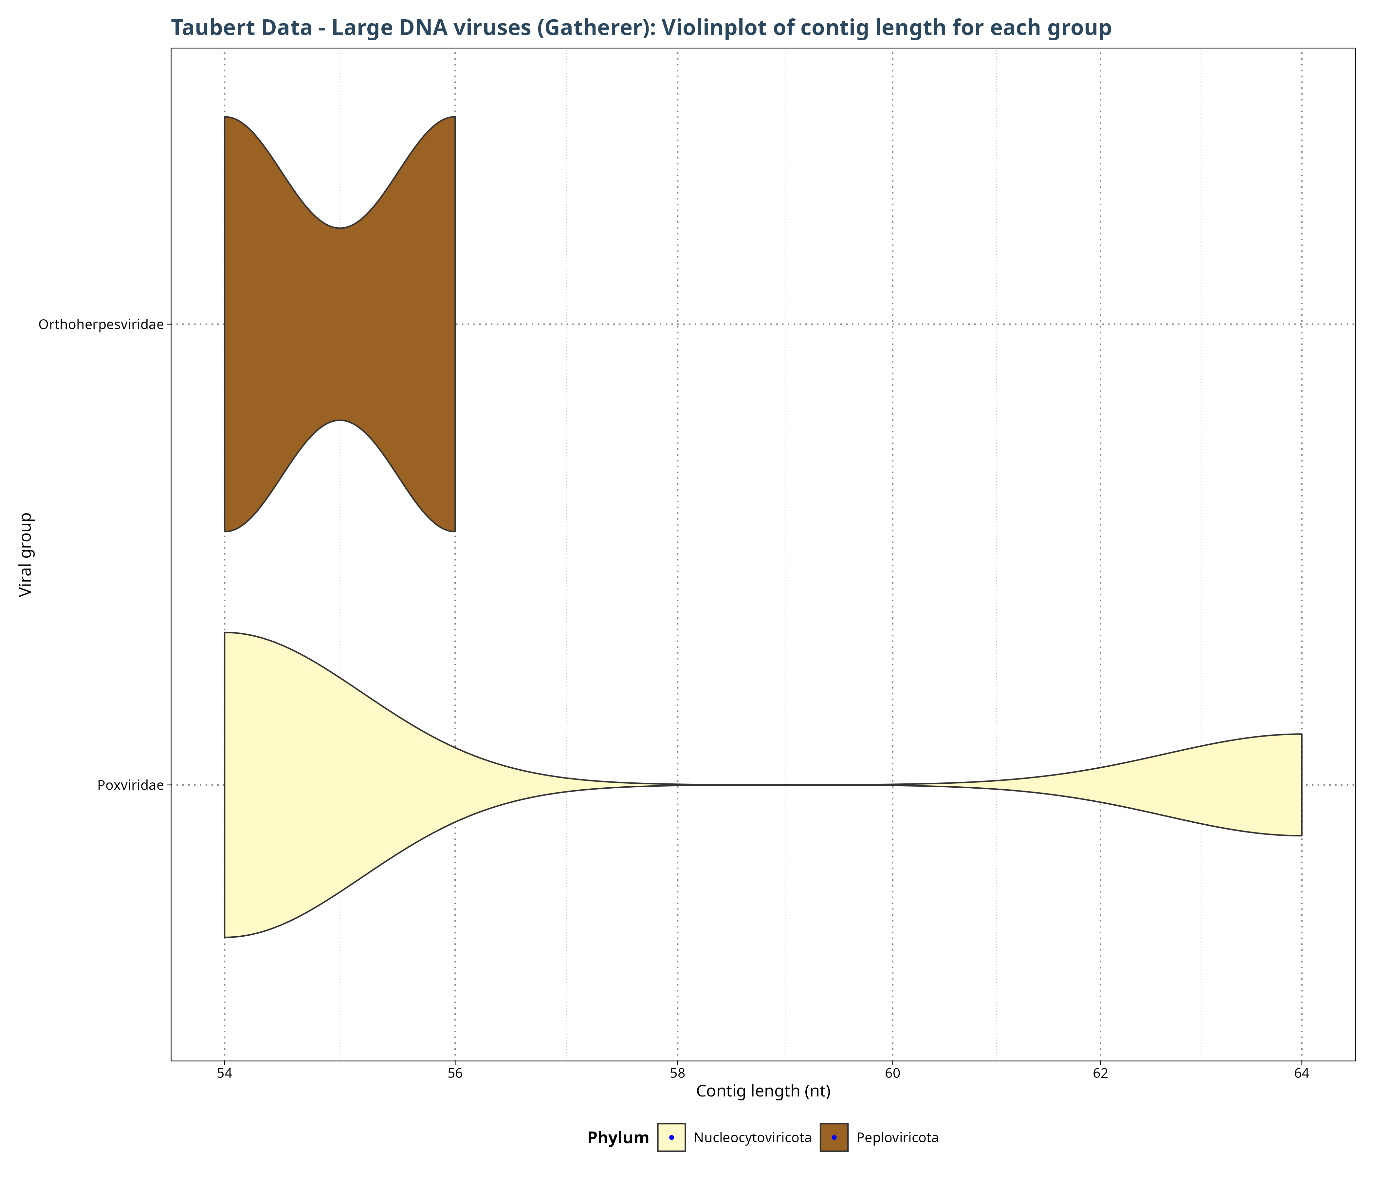 Taubert Data - Large DNA viruses (Gatherer): Violinplot of contig length for each group
Viral group
Orthoherpesviridae
Poxviridae
54 56 58 60 62 64
Contig length (nt)
Phylum Nucleocytoviricota Peploviricota